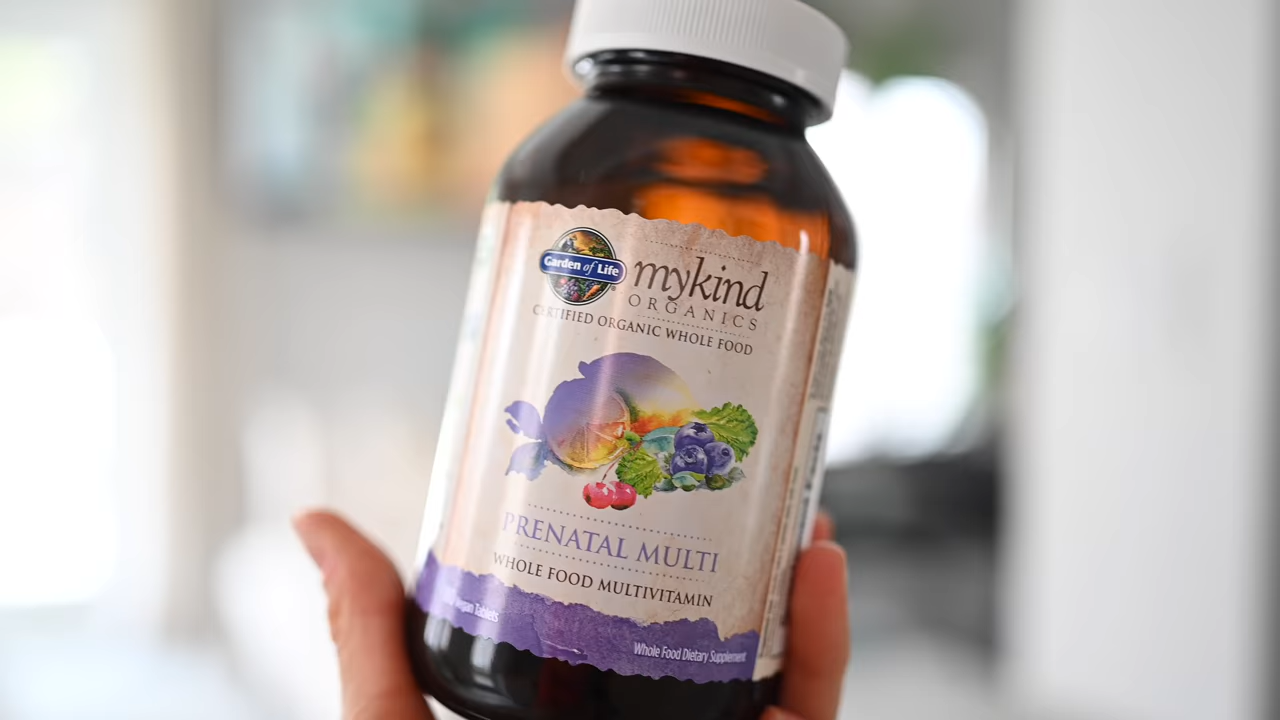 Garden of Life
mykind
ORGANICS
CERTIFIED ORGANIC WHOLE FOOD
PRENATAL MULTI
WHOLE FOOD MULTIVITAMIN
Vegan Tablets
Whole Food Dietary Supplement